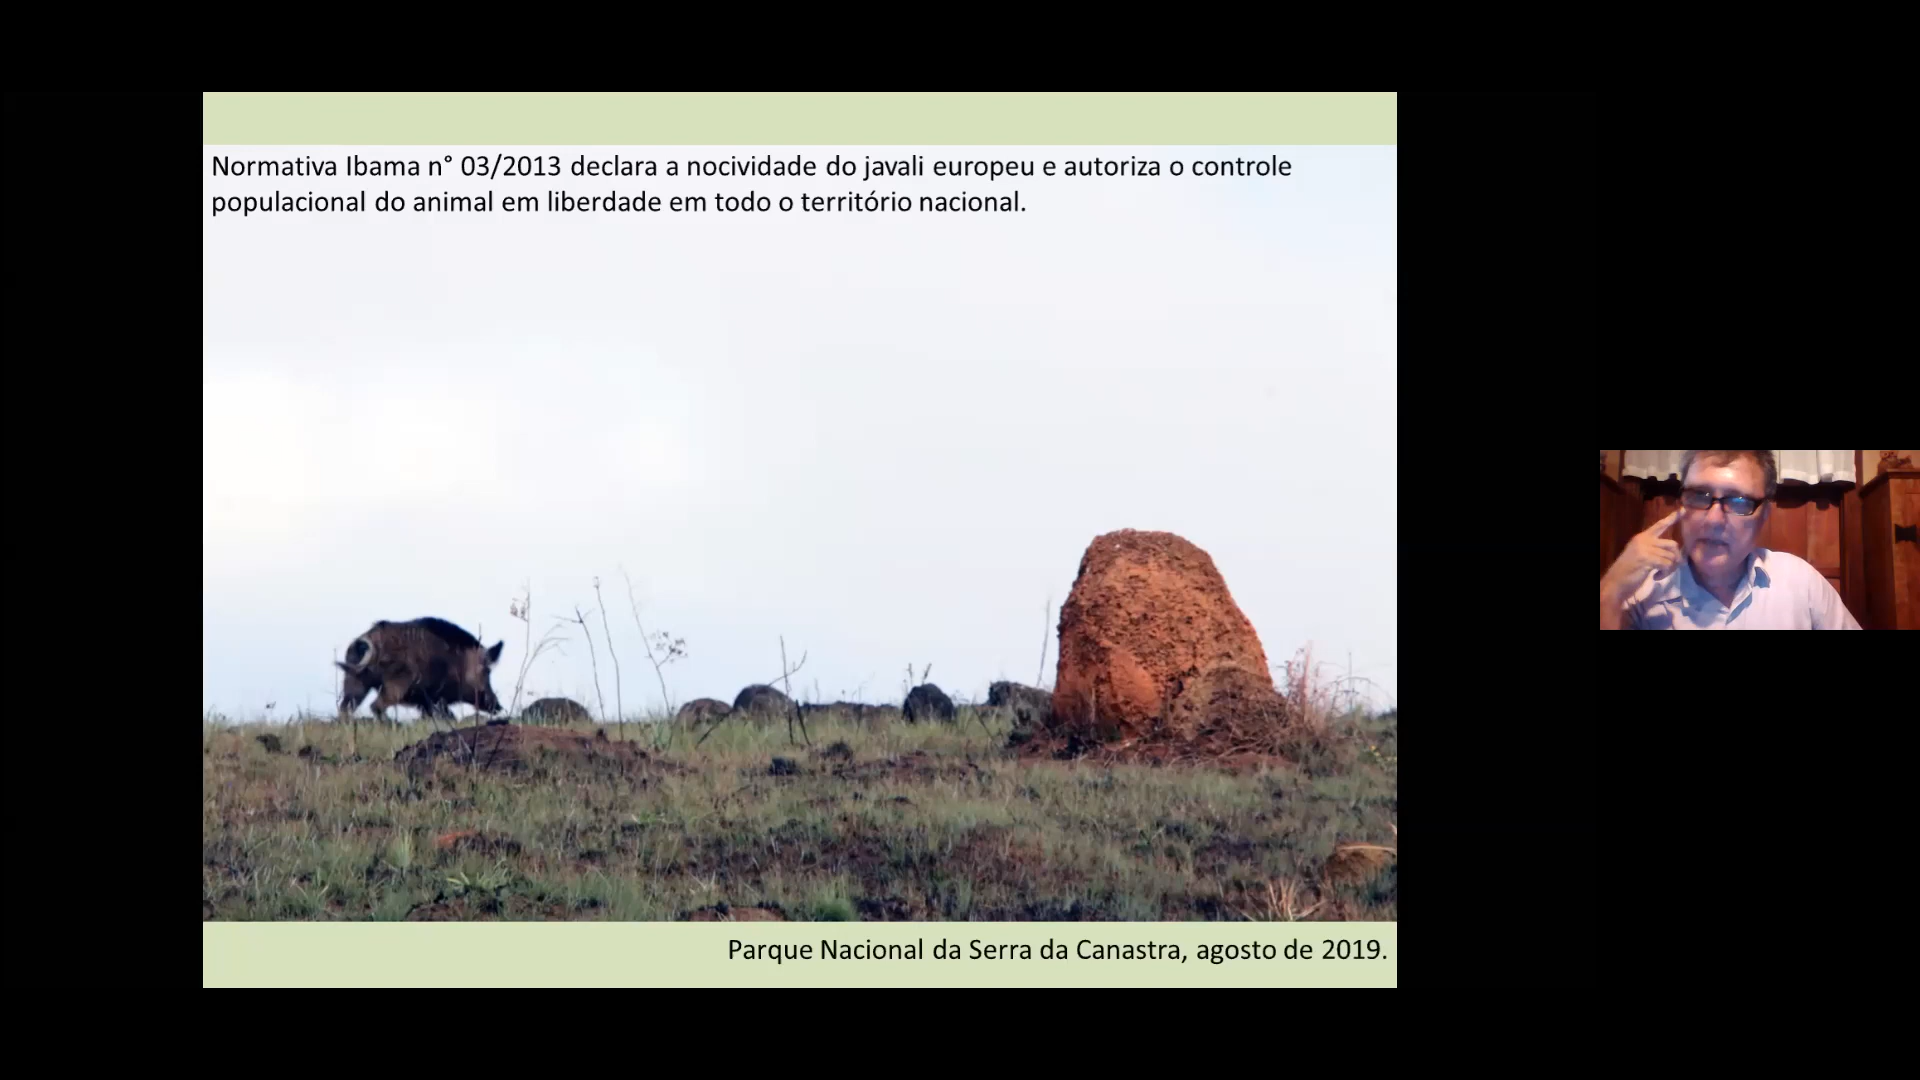 Normativa Ibama n° 03/2013 declara a nocividade do javali europeu e autoriza o controle
populacional do animal em liberdade em todo o território nacional.
Parque Nacional da Serra da Canastra, agosto de 2019.